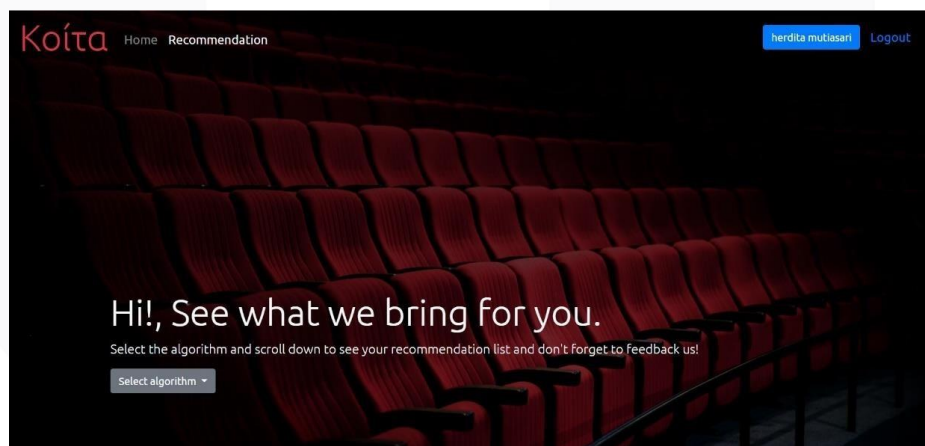 Koíta Home Recommendation herdita mutiasari Logout
Hi!, See what we bring for you.
Select the algorithm and scroll down to see your recommendation list and don't forget to feedback us!
Select algorithm